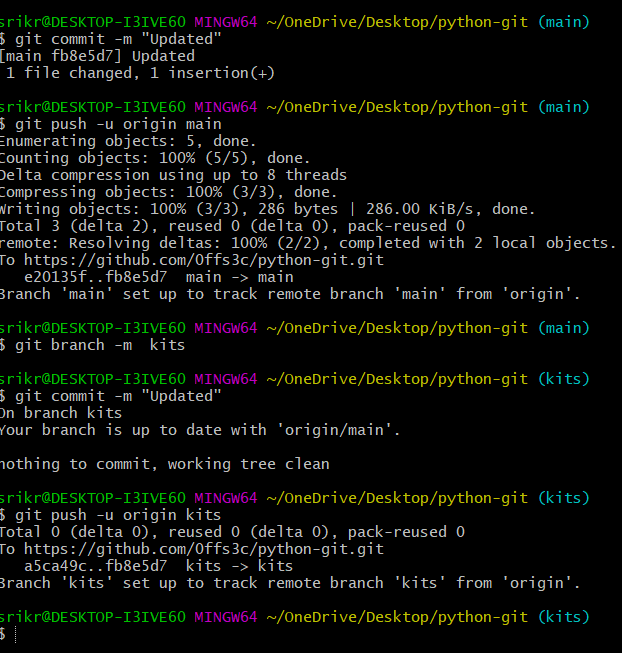 srikr@DESKTOP-I3IVE60 MINGW64 ~/OneDrive/Desktop/python-git (main)
$ git commit -m "Updated"
[main fb8e5d7] Updated
 1 file changed, 1 insertion(+)

srikr@DESKTOP-I3IVE60 MINGW64 ~/OneDrive/Desktop/python-git (main)
$ git push -u origin main
Enumerating objects: 5, done.
Counting objects: 100% (5/5), done.
Delta compression using up to 8 threads
Compressing objects: 100% (3/3), done.
Writing objects: 100% (3/3), 286 bytes | 286.00 KiB/s, done.
Total 3 (delta 2), reused 0 (delta 0), pack-reused 0
remote: Resolving deltas: 100% (2/2), completed with 2 local objects.
To https://github.com/0ffs3c/python-git.git
   e20135f..fb8e5d7  main -> main
Branch 'main' set up to track remote branch 'main' from 'origin'.

srikr@DESKTOP-I3IVE60 MINGW64 ~/OneDrive/Desktop/python-git (main)
$ git branch -m  kits

srikr@DESKTOP-I3IVE60 MINGW64 ~/OneDrive/Desktop/python-git (kits)
$ git commit -m "Updated"
On branch kits
Your branch is up to date with 'origin/main'.

nothing to commit, working tree clean

srikr@DESKTOP-I3IVE60 MINGW64 ~/OneDrive/Desktop/python-git (kits)
$ git push -u origin kits
Total 0 (delta 0), reused 0 (delta 0), pack-reused 0
To https://github.com/0ffs3c/python-git.git
   a5ca49c..fb8e5d7  kits -> kits
Branch 'kits' set up to track remote branch 'kits' from 'origin'.

srikr@DESKTOP-I3IVE60 MINGW64 ~/OneDrive/Desktop/python-git (kits)
$